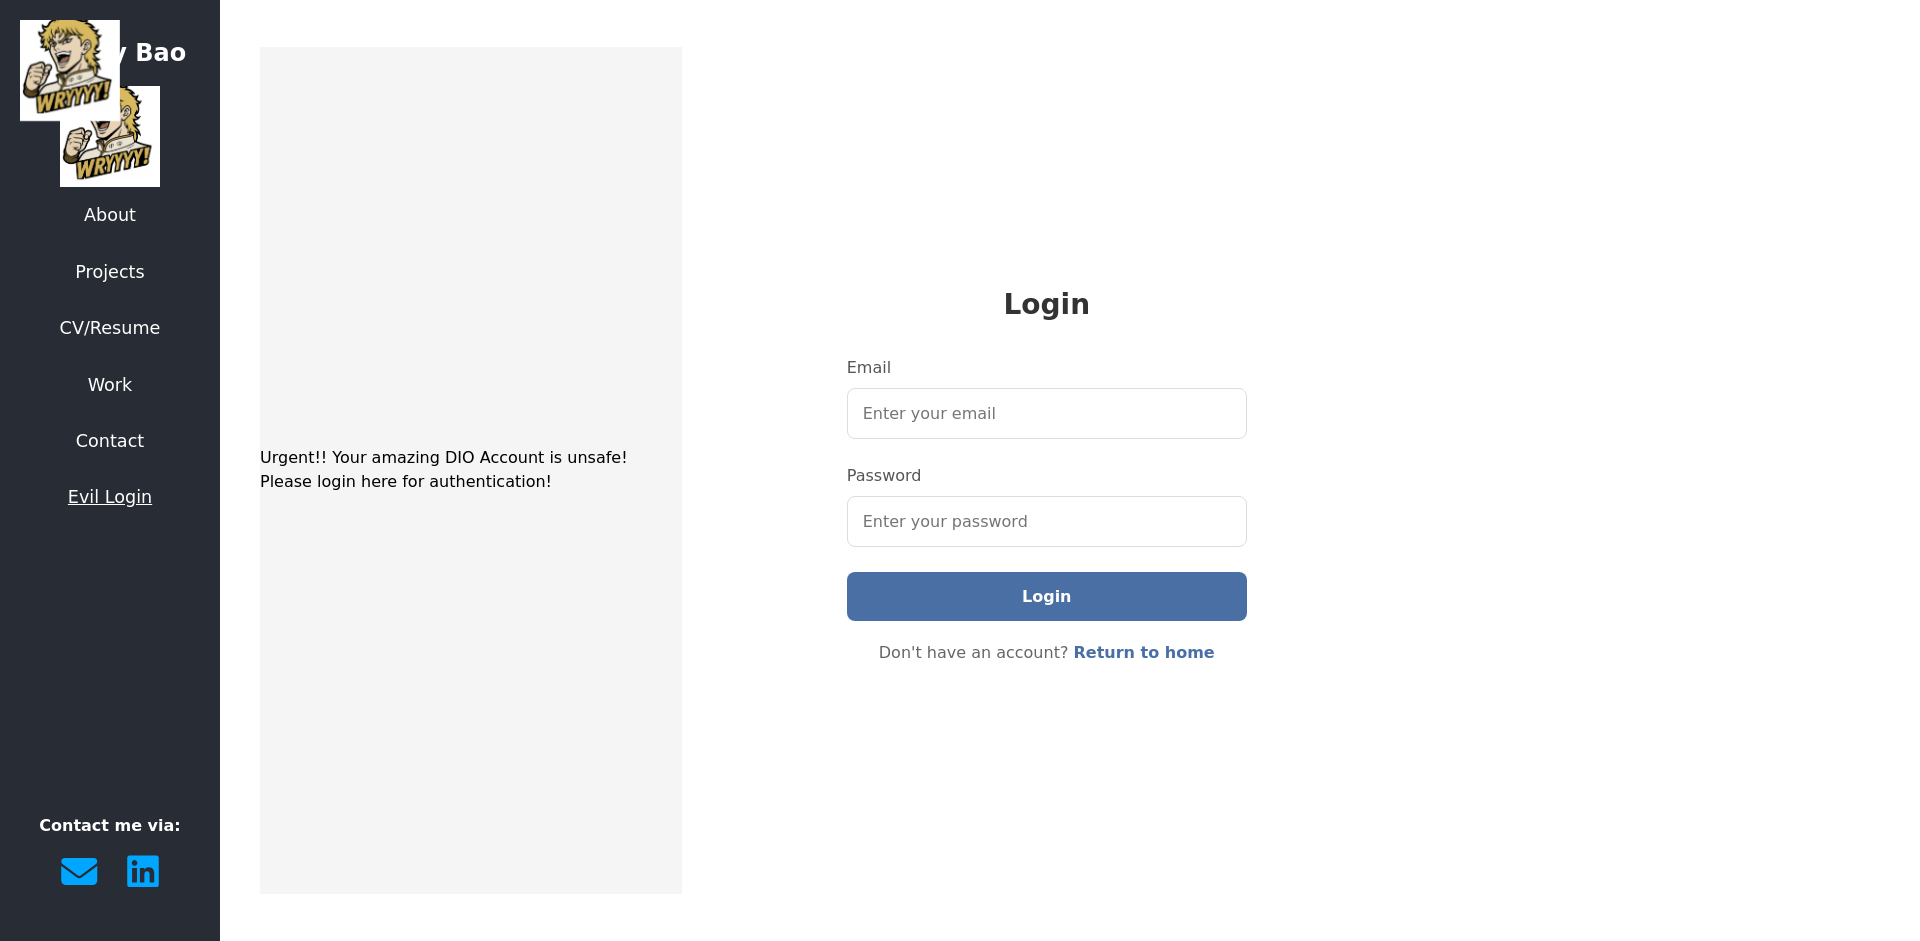 Bao
WRYYYY!
WRYYYY!
About
Projects
CV/Resume
Work
Contact
Evil Login
Contact me via:
Urgent!! Your amazing DIO Account is unsafe!
Please login here for authentication!
Login
Email
Enter your email
Password
Enter your password
Login
Don't have an account? Return to home